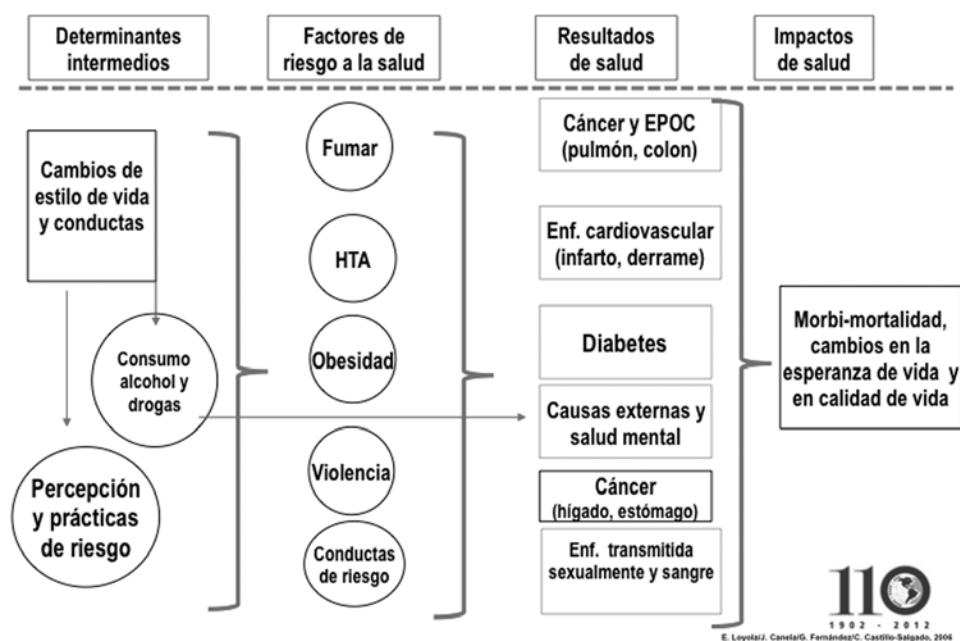 Determinantes
intermedios
Factores de
riesgo a la salud
Resultados
de salud
Impactos
de salud
Cambios de
estilo de vida
y conductas
Consumo
alcohol y
drogas
Percepción
y prácticas
de riesgo
Fumar
HTA
Obesidad
Violencia
Conductas
de riesgo
Cáncer y EPOC
(pulmón, colon)
Enf. cardiovascular
(infarto, derrame)
Diabetes
Causas externas y
salud mental
Cáncer
(hígado, estómago)
Enf. transmitida
sexualmente y sangre
Morbi-mortalidad,
cambios en la
esperanza de vida y
en calidad de vida
110
1902 - 2012
E. Loyola/J. Canela/G. Fernández/C. Castillo-Salgado, 2006